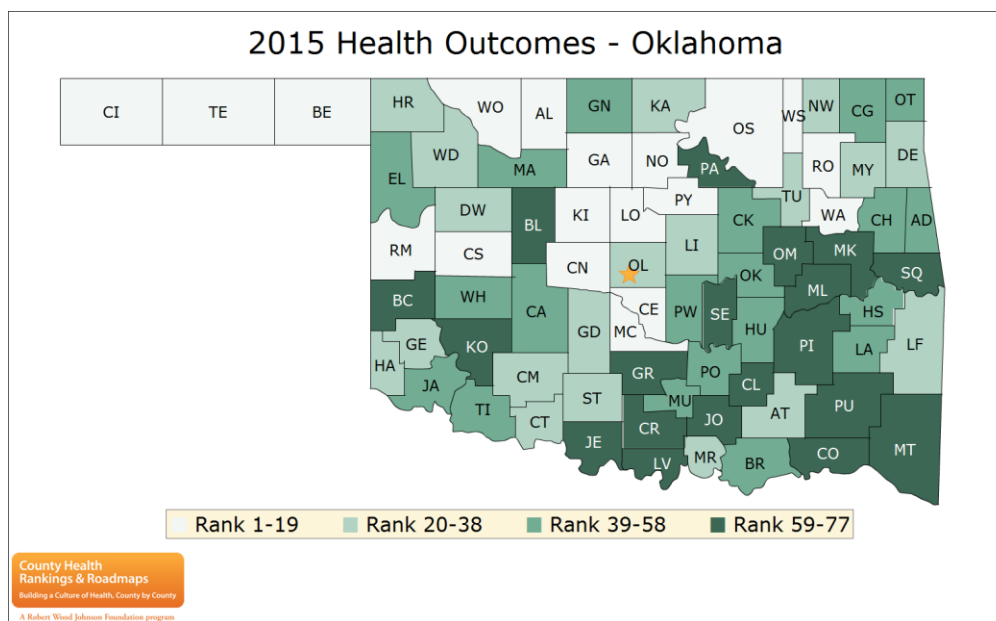 2015 Health Outcomes - Oklahoma
CI TE BE HR WO AL GN KA OS WS NW CG OT
WD MA GA NO PA RO MY DE
EL DW BL KI LO PY TU WA CH AD
CK
RM CS CN OL LI OM MK SQ
BC WH CA CE PW SE OK ML HS
MC
GE KO GD HU PI LA LF
HA JA CM GR PO CL
TI CT ST MU JO AT PU
JE CR LV MR BR CO MT
Rank 1-19 Rank 20-38 Rank 39-58 Rank 59-77
County Health
Rankings & Roadmaps
Building a Culture of Health, County by County
A Robert Wood Johnson Foundation program